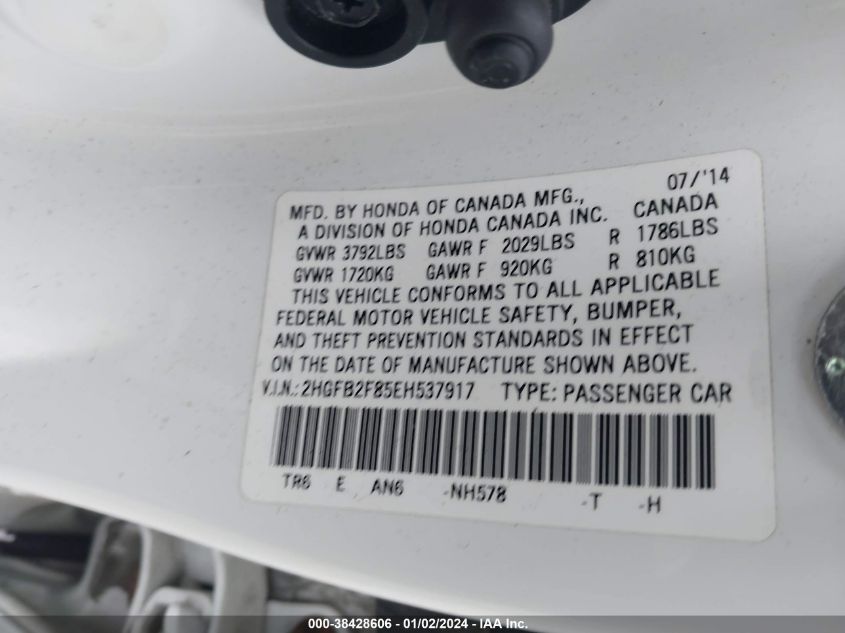 07/'14
MFD. BY HONDA OF CANADA MFG.,
A DIVISION OF HONDA CANADA INC. CANADA
GVWR 3792LBS GAWR F 2029LBS R 1786LBS
GVWR 1720KG GAWR F 920KG R 810KG
THIS VEHICLE CONFORMS TO ALL APPLICABLE
FEDERAL MOTOR VEHICLE SAFETY, BUMPER,
AND THEFT PREVENTION STANDARDS IN EFFECT
ON THE DATE OF MANUFACTURE SHOWN ABOVE.
V.I.N.: 2HGFB2F85EH537917 TYPE: PASSENGER CAR
TR6 E AN6 -NH578 -T -H
000-38428606 - 01/02/2024 - IAA Inc.